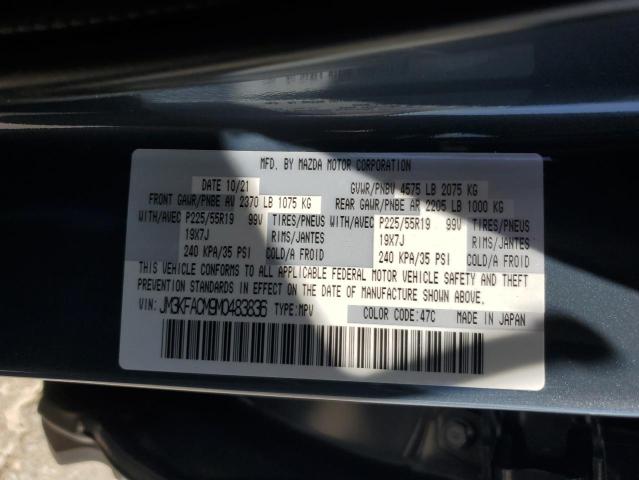 MFD. BY MAZDA MOTOR CORPORATION
DATE 10/21 GVWR/PNBV 4575 LB 2075 KG
FRONT GAWR/PNBE AV 2370 LB 1075 KG REAR GAWR/PNBE AR 2205 LB 1000 KG
WITH/AVEC P225/55R19 99V TIRES/PNEUS WITH/AVEC P225/55R19 99V TIRES/PNEUS
19X7J RIMS/JANTES 19X7J RIMS/JANTES
240 KPA/35 PSI COLD/A FROID 240 KPA/35 PSI COLD/A FROID
THIS VEHICLE CONFORMS TO ALL APPLICABLE FEDERAL MOTOR VEHICLE SAFETY AND THEFT
PREVENTION STANDARDS IN EFFECT ON THE DATE OF MANUFACTURE SHOWN ABOVE.
VIN: JM3KFACM9M0483836 TYPE:MPV COLOR CODE:47C MADE IN JAPAN